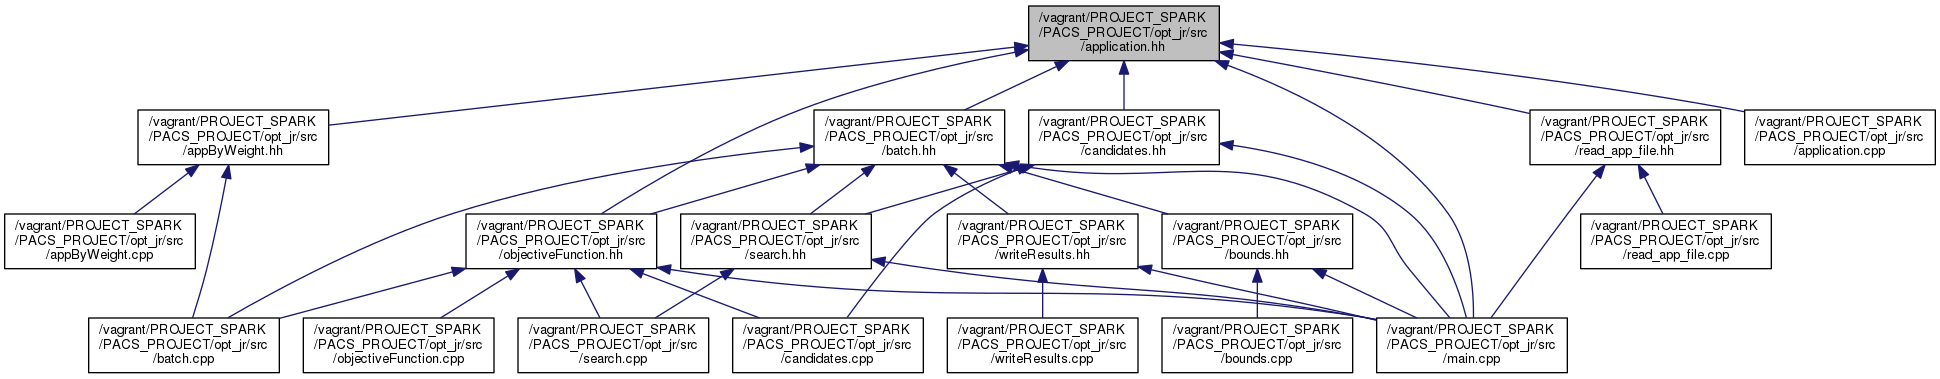 /vagrant/PROJECT_SPARK
/PACS_PROJECT/opt_jr/src
/application.hh
/vagrant/PROJECT_SPARK
/PACS_PROJECT/opt_jr/src
/appByWeight.hh
/vagrant/PROJECT_SPARK
/PACS_PROJECT/opt_jr/src
/batch.hh
/vagrant/PROJECT_SPARK
/PACS_PROJECT/opt_jr/src
/candidates.hh
/vagrant/PROJECT_SPARK
/PACS_PROJECT/opt_jr/src
/read_app_file.hh
/vagrant/PROJECT_SPARK
/PACS_PROJECT/opt_jr/src
/application.cpp
/vagrant/PROJECT_SPARK
/PACS_PROJECT/opt_jr/src
/appByWeight.cpp
/vagrant/PROJECT_SPARK
/PACS_PROJECT/opt_jr/src
/objectiveFunction.hh
/vagrant/PROJECT_SPARK
/PACS_PROJECT/opt_jr/src
/search.hh
/vagrant/PROJECT_SPARK
/PACS_PROJECT/opt_jr/src
/writeResults.hh
/vagrant/PROJECT_SPARK
/PACS_PROJECT/opt_jr/src
/bounds.hh
/vagrant/PROJECT_SPARK
/PACS_PROJECT/opt_jr/src
/read_app_file.cpp
/vagrant/PROJECT_SPARK
/PACS_PROJECT/opt_jr/src
/batch.cpp
/vagrant/PROJECT_SPARK
/PACS_PROJECT/opt_jr/src
/objectiveFunction.cpp
/vagrant/PROJECT_SPARK
/PACS_PROJECT/opt_jr/src
/search.cpp
/vagrant/PROJECT_SPARK
/PACS_PROJECT/opt_jr/src
/candidates.cpp
/vagrant/PROJECT_SPARK
/PACS_PROJECT/opt_jr/src
/writeResults.cpp
/vagrant/PROJECT_SPARK
/PACS_PROJECT/opt_jr/src
/bounds.cpp
/vagrant/PROJECT_SPARK
/PACS_PROJECT/opt_jr/src
/main.cpp